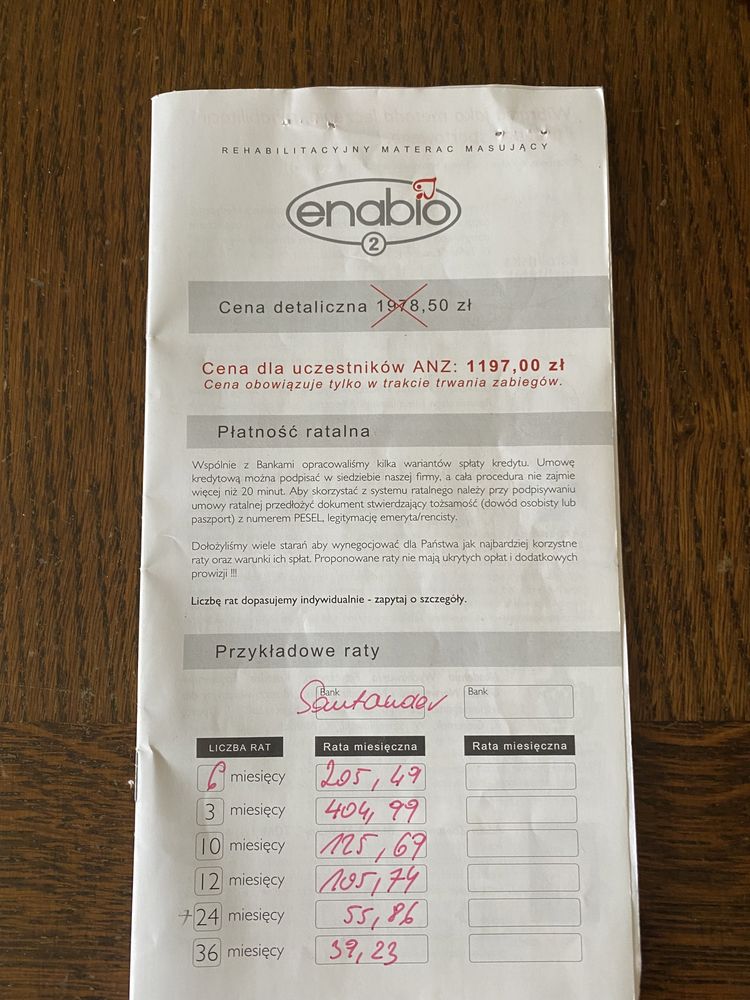 REHABILITACYJNY MATERAC MASUJĄCY
enabio
2
Cena detaliczna 1978,50 zł
Cena dla uczestników ANZ: 1197,00 zł
Cena obowiązuje tylko w trakcie trwania zabiegów.
Płatność ratalna
Wspólnie z Bankami opracowaliśmy kilka wariantów spłaty kredytu. Umowę
kredytową można podpisać w siedziebie naszej firmy, a cała procedura nie zajmie
więcej niż 20 minut. Aby skorzystać z systemu ratalnego należy przy podpisywaniu
umowy ratalnej przedłożyć dokument stwierdzający tożsamość (dowód osobisty lub
paszport) z numerem PESEL, legitymację emeryta/rencisty.
Dołożyliśmy wiele starań aby wynegocjować dla Państwa jak najbardziej korzystne
raty oraz warunki ich spłat. Proponowane raty nie mają ukrytych opłat i dodatkowych
prowizji !!!
Liczbę rat dopasujemy indywidualnie - zapytaj o szczegóły.
Przykładowe raty
Bank Santander Bank
LICZBA RAT Rata miesięczna Rata miesięczna
6 miesięcy 205,49
3 miesięcy 404,99
10 miesięcy 125,69
12 miesięcy 105,74
+24 miesięcy 55,86
36 miesięcy 39,23